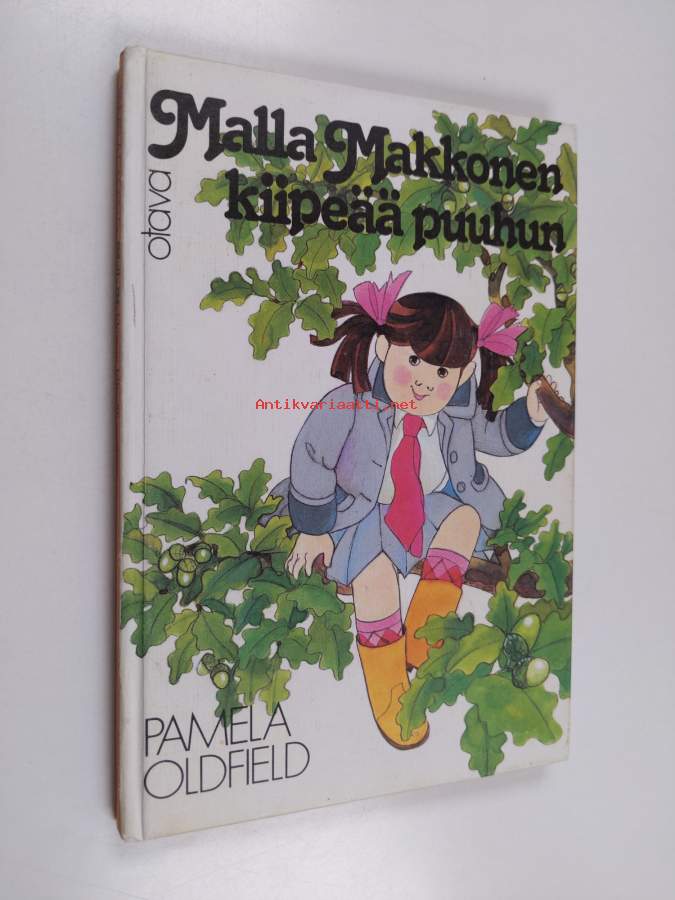 Malla Makkonen
kiipeää puuhun
otava
Antikvariaatti.net
PAMELA
OLDFIELD